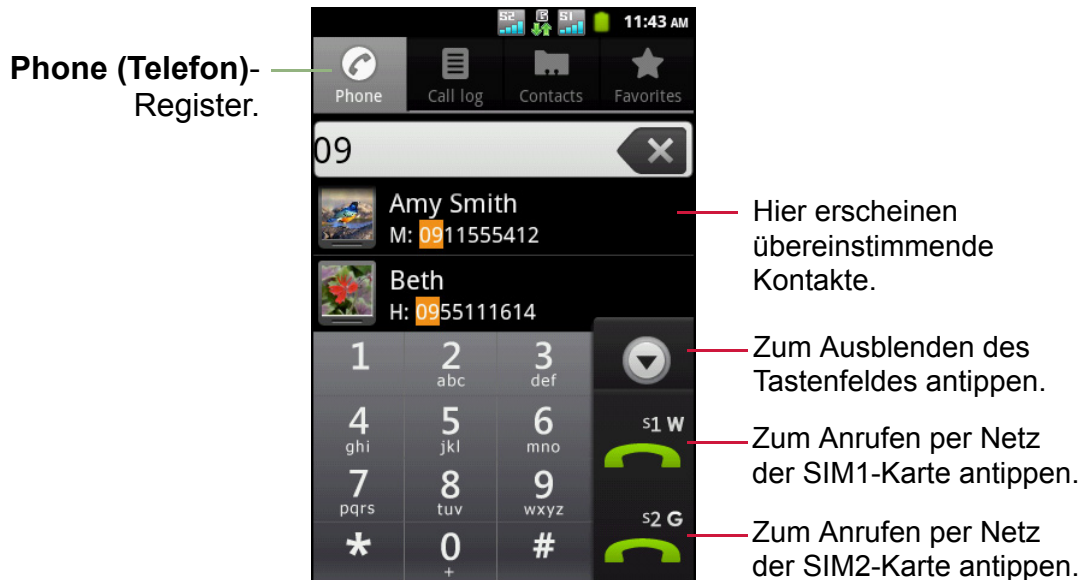 S2 E S1 11:43 AM
Phone (Telefon)-
Register.
Phone Call log Contacts Favorites
09
Amy Smith
M: 0911555412
Hier erscheinen
übereinstimmende
Kontakte.
Beth
H: 0955111614
1 2 abc 3 def
Zum Ausblenden des
Tastenfeldes antippen.
4 ghi 5 jkl 6 mno
S1 W
Zum Anrufen per Netz
der SIM1-Karte antippen.
7 pqrs 8 tuv 9 wxyz
* 0 + #
S2 G
Zum Anrufen per Netz
der SIM2-Karte antippen.